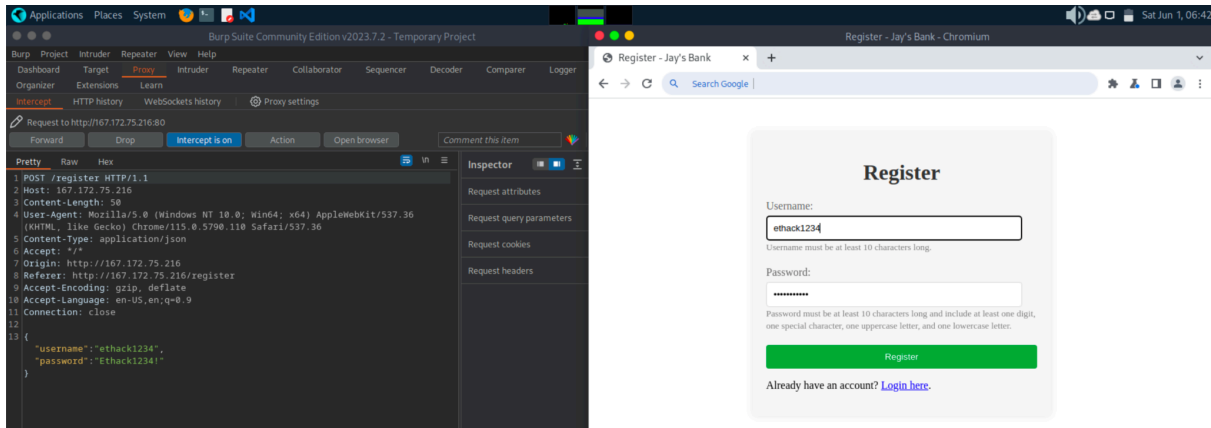 Applications Places System
Sat Jun 1, 06:42
Burp Suite Community Edition v2023.7.2 - Temporary Project
Burp Project Intruder Repeater View Help
Dashboard Target Proxy Intruder Repeater Collaborator Sequencer Decoder Comparer Logger
Organizer Extensions Learn
Intercept HTTP history WebSockets history Proxy settings
Request to http://167.172.75.216:80
Forward Drop Intercept is on Action Open browser Comment this item
Pretty Raw Hex \n
1 POST /register HTTP/1.1
2 Host: 167.172.75.216
3 Content-Length: 50
4 User-Agent: Mozilla/5.0 (Windows NT 10.0; Win64; x64) AppleWebKit/537.36
(KHTML, like Gecko) Chrome/115.0.5790.110 Safari/537.36
5 Content-Type: application/json
6 Accept: */*
7 Origin: http://167.172.75.216
8 Referer: http://167.172.75.216/register
9 Accept-Encoding: gzip, deflate
10 Accept-Language: en-US,en;q=0.9
11 Connection: close
12
13 {
"username":"ethack1234",
"password":"Ethack1234!"
}
Inspector
Request attributes
Request query parameters
Request cookies
Request headers
Register - Jay's Bank - Chromium
Register - Jay's Bank
Search Google
Register
Username:
ethack1234
Username must be at least 10 characters long.
Password:
•••••••••••
Password must be at least 10 characters long and include at least one digit,
one special character, one uppercase letter, and one lowercase letter.
Register
Already have an account? Login here.